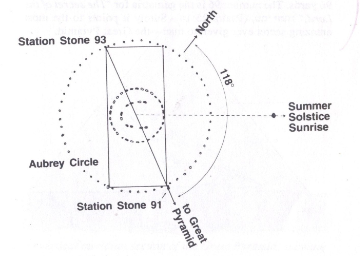 North
Station Stone 93
118°
Summer
Solstice
Sunrise
Aubrey Circle
Station Stone 91
to Great
Pyramid